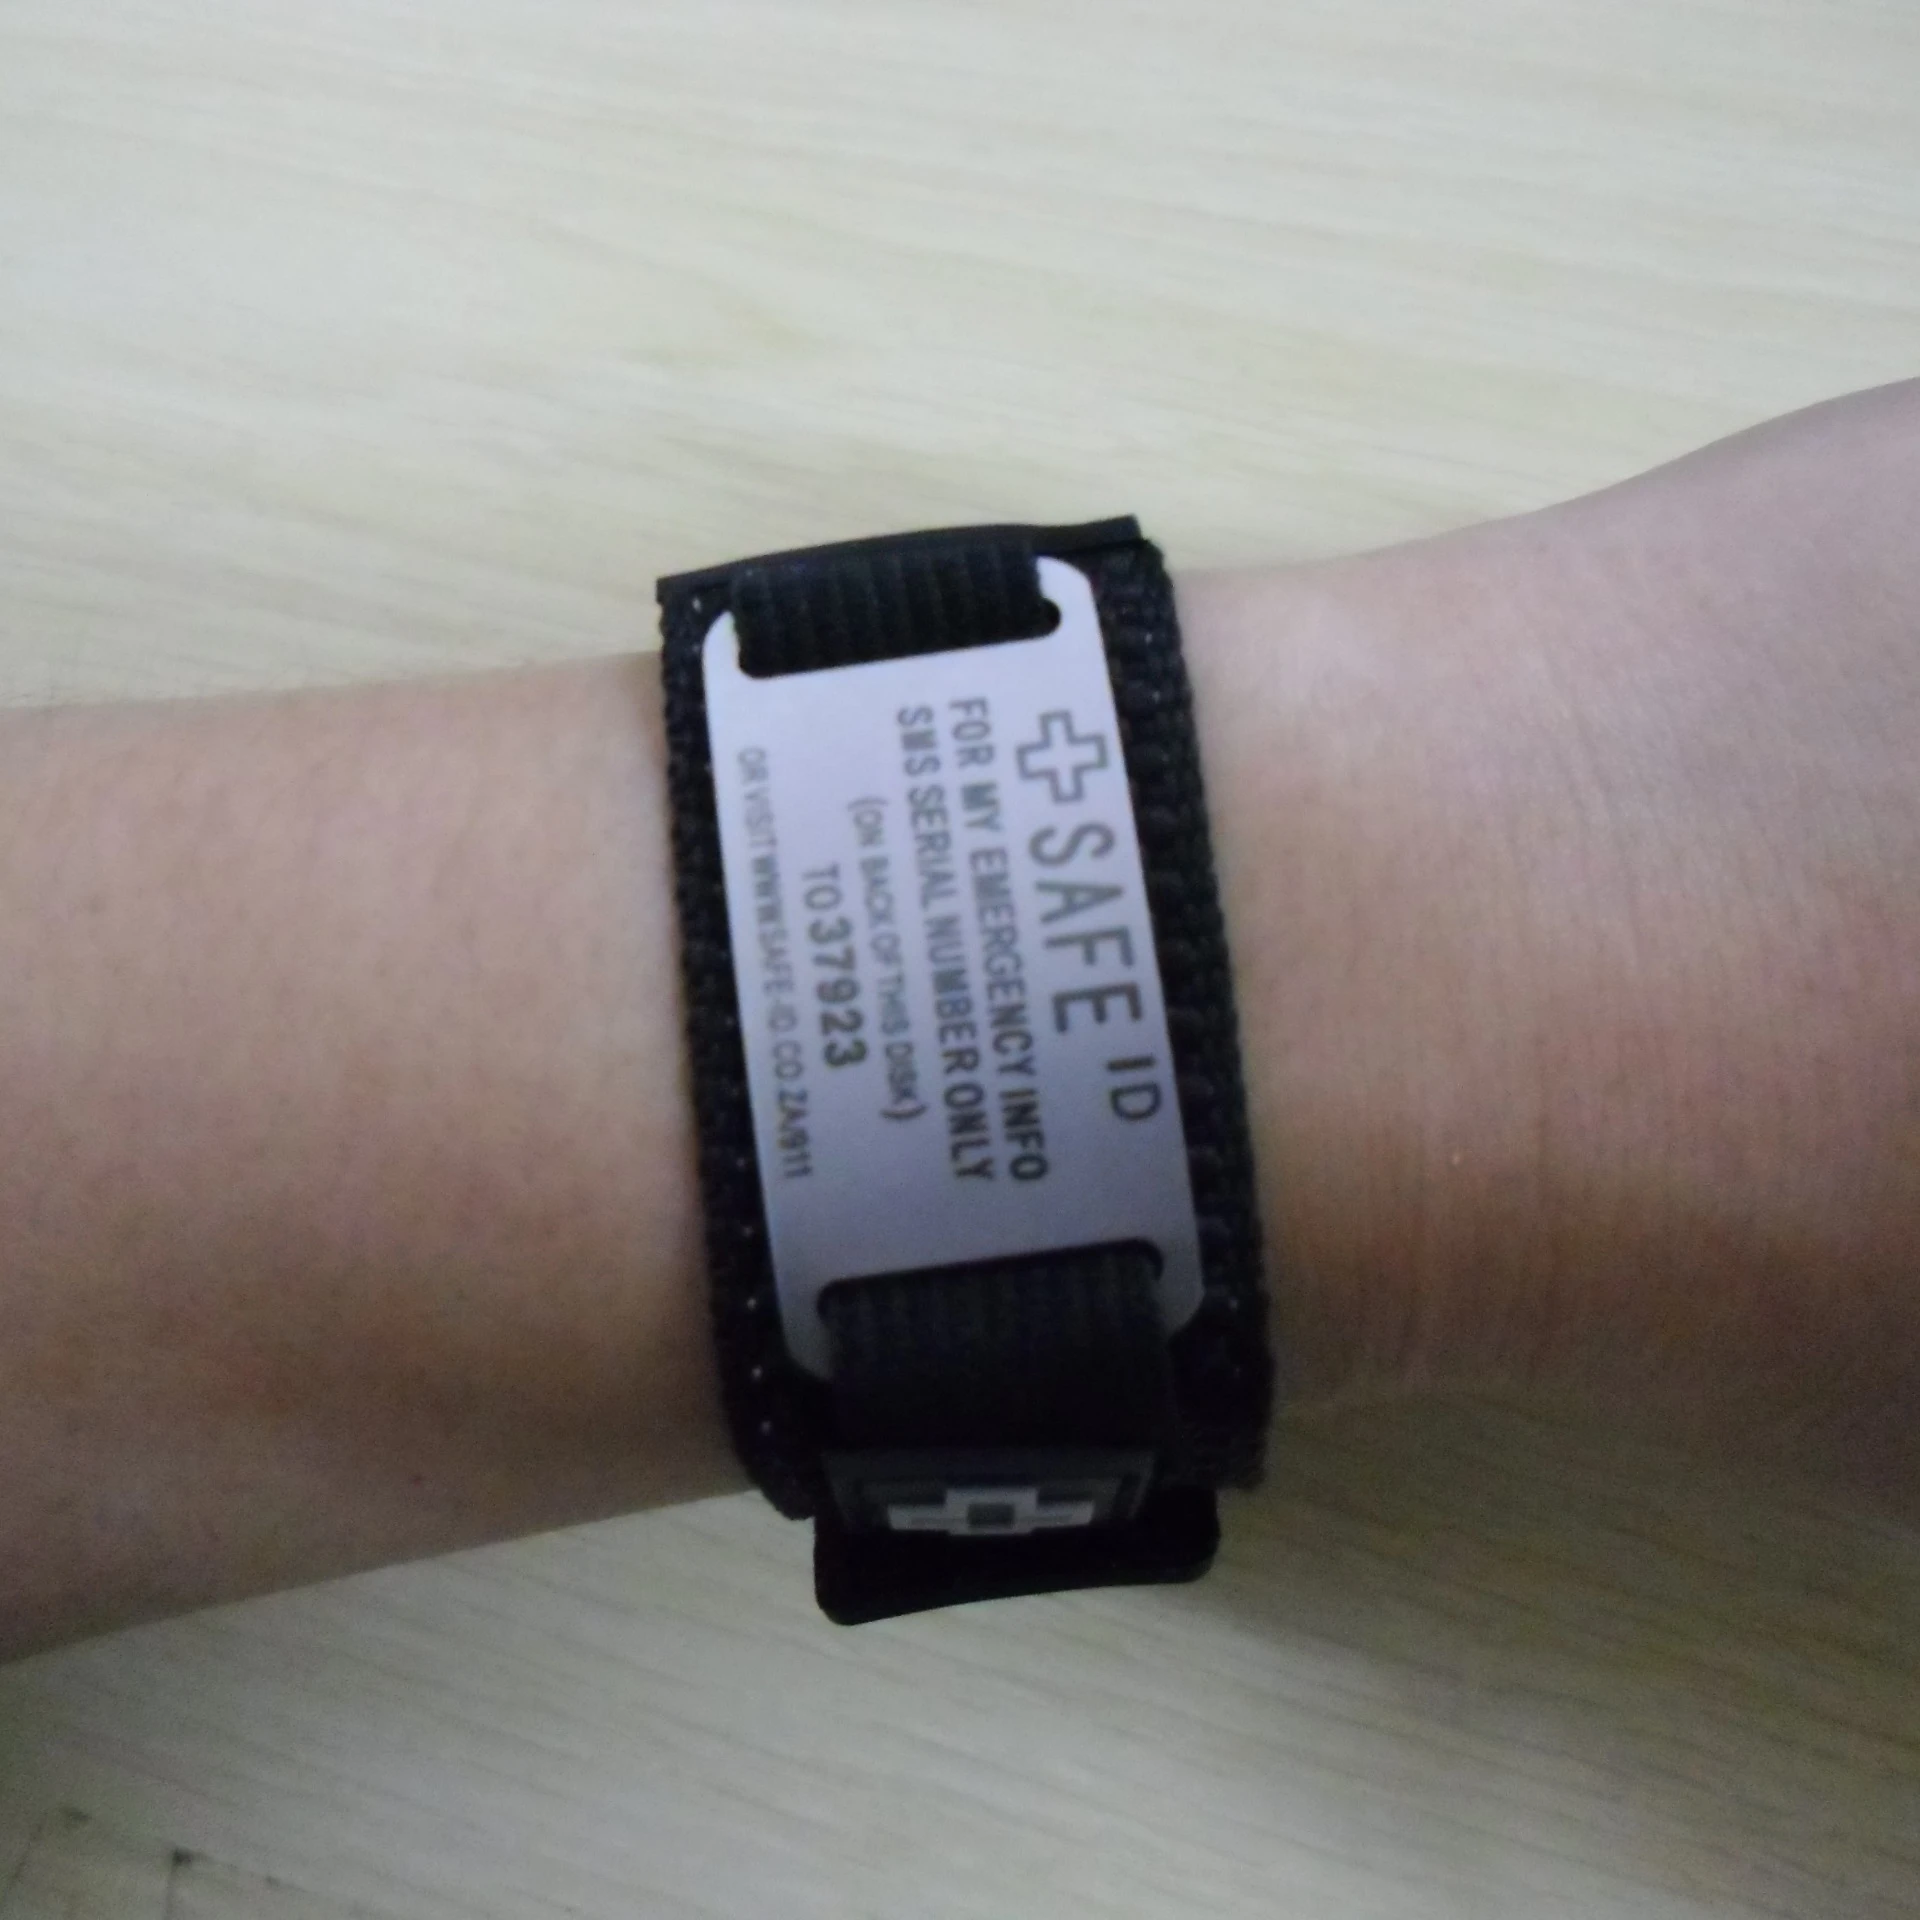 SAFE ID
FOR MY EMERGENCY INFO
SMS SERIAL NUMBER ONLY
(ON BACK OF THIS DISK)
TO 37923
OR VISIT WWW.SAFE-ID.CO.ZA/911